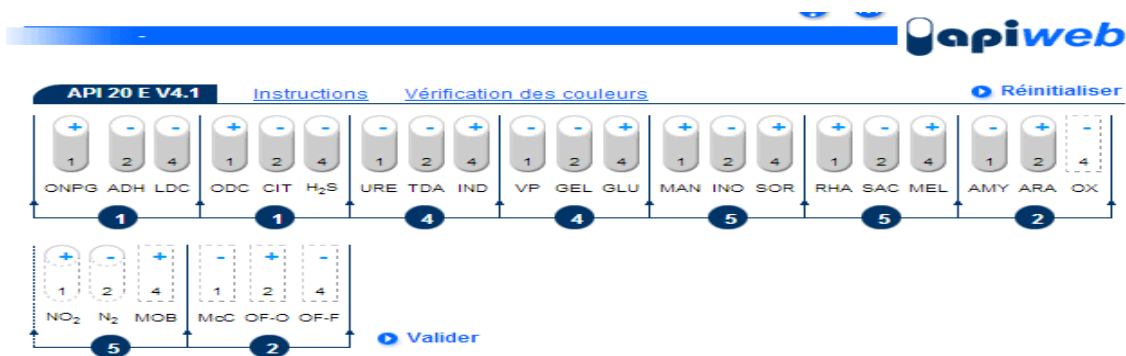 apiweb
API 20 E V4.1 Instructions Vérification des couleurs Réinitialiser
+ - - + - - - - + - - + + - + + - + - + -
1 2 4 1 2 4 1 2 4 1 2 4 1 2 4 1 2 4 1 2 4
ONPG ADH LDC ODC CIT H₂S URE TDA IND VP GEL GLU MAN INO SOR RHA SAC MEL AMY ARA OX
1 1 4 4 5 5 2
+ - + - + -
1 2 4 1 2 4
NO₂ N₂ MOB McC OF-O OF-F
5 2 Valider